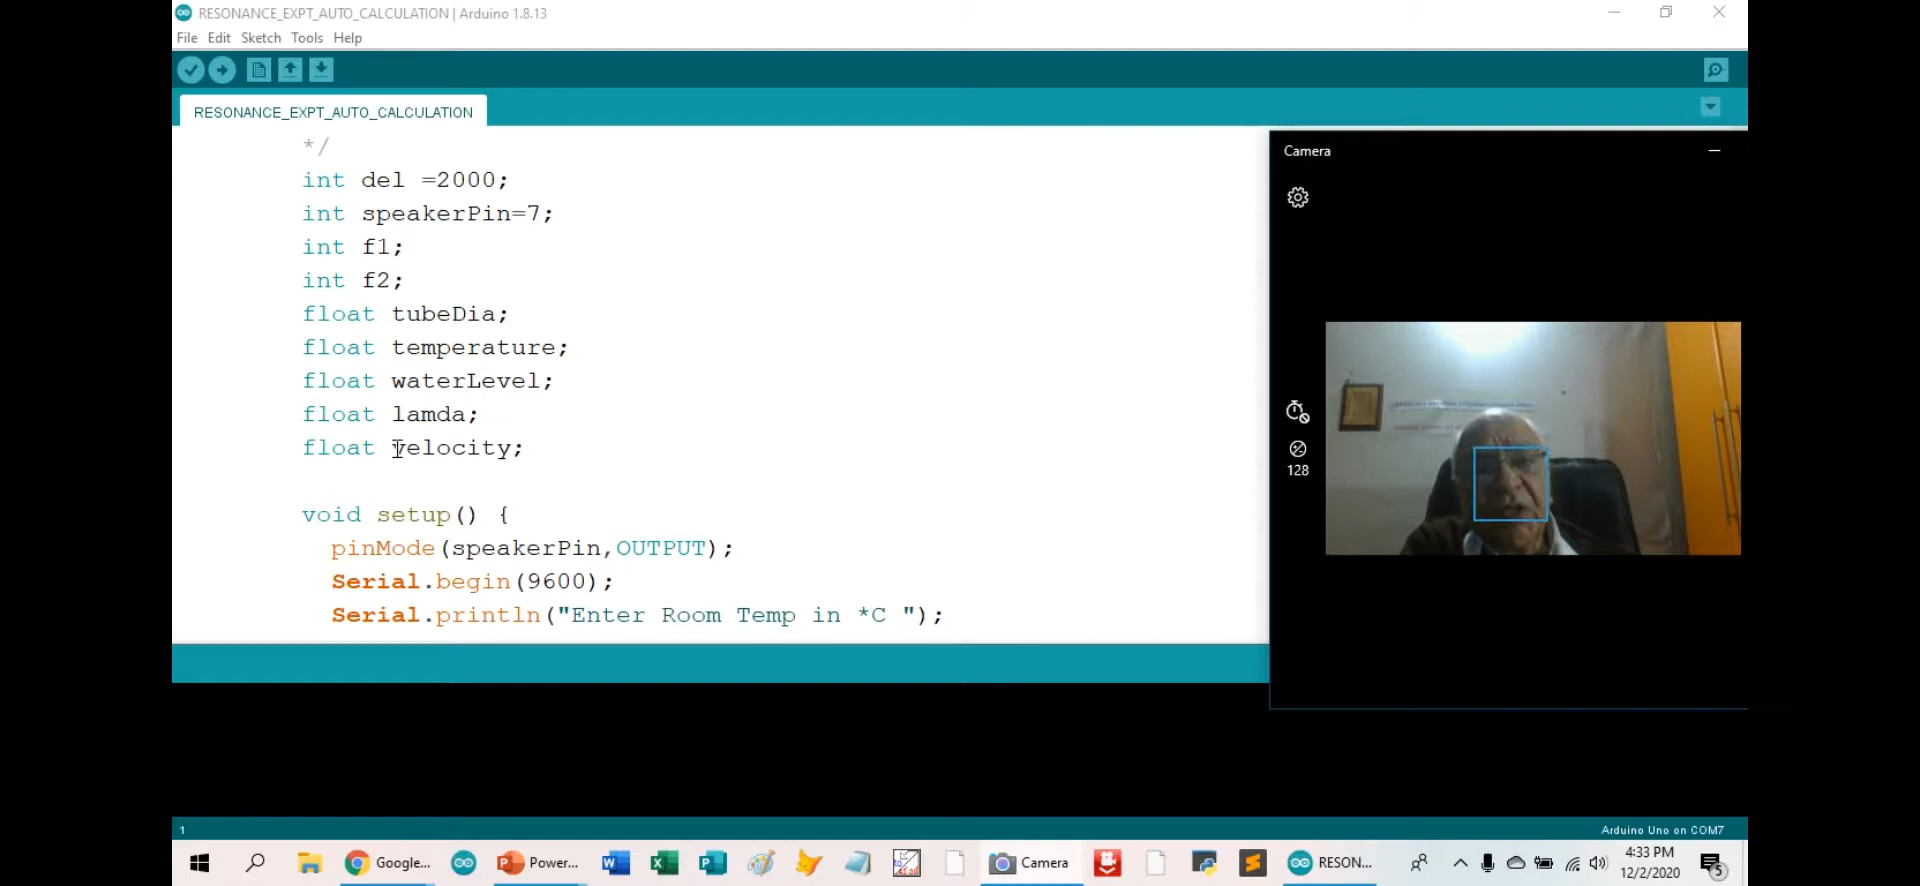 RESONANCE_EXPT_AUTO_CALCULATION | Arduino 1.8.13
File Edit Sketch Tools Help
RESONANCE_EXPT_AUTO_CALCULATION
*/
int del =2000;
int speakerPin=7;
int f1;
int f2;
float tubeDia;
float temperature;
float waterLevel;
float lamda;
float velocity;
void setup() {
pinMode(speakerPin,OUTPUT);
Serial.begin(9600);
Serial.println("Enter Room Temp in *C ");
Camera
128
1
Arduino Uno on COM7
Google...
Power...
Camera
RESON...
4:33 PM
12/2/2020
5